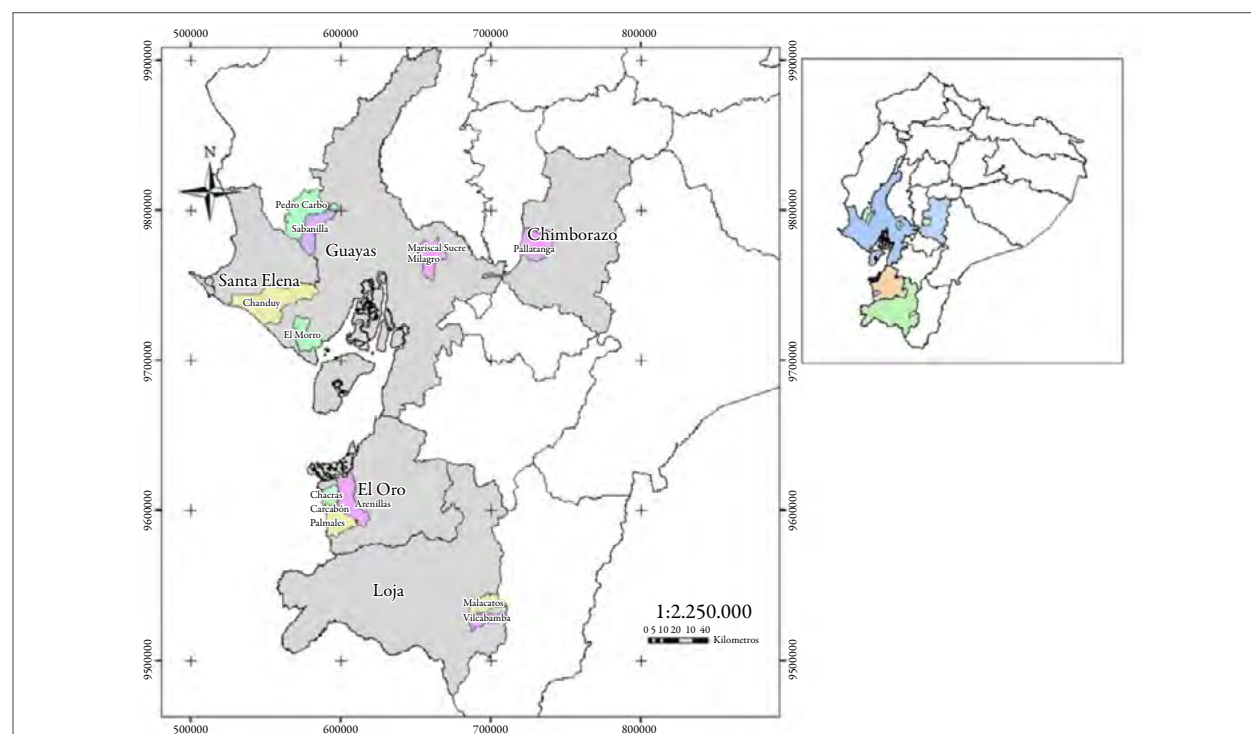 500000 600000 700000 800000
9900000 9900000
N
Pedro Carbo
9800000 9800000
Sabanilla
Chimborazo
Guayas
Mariscal Sucre
Pallatanga
Milagro
Santa Elena
Chanduy
El Morro
9700000 9700000
El Oro
Chacras
Arenillas
Carcabón
9600000 9600000
Palmales
Loja
Malacatos
1:2.250.000
Vilcabamba
0 5 10 20 10 40
Kilometros
9500000 9500000
500000 600000 700000 800000